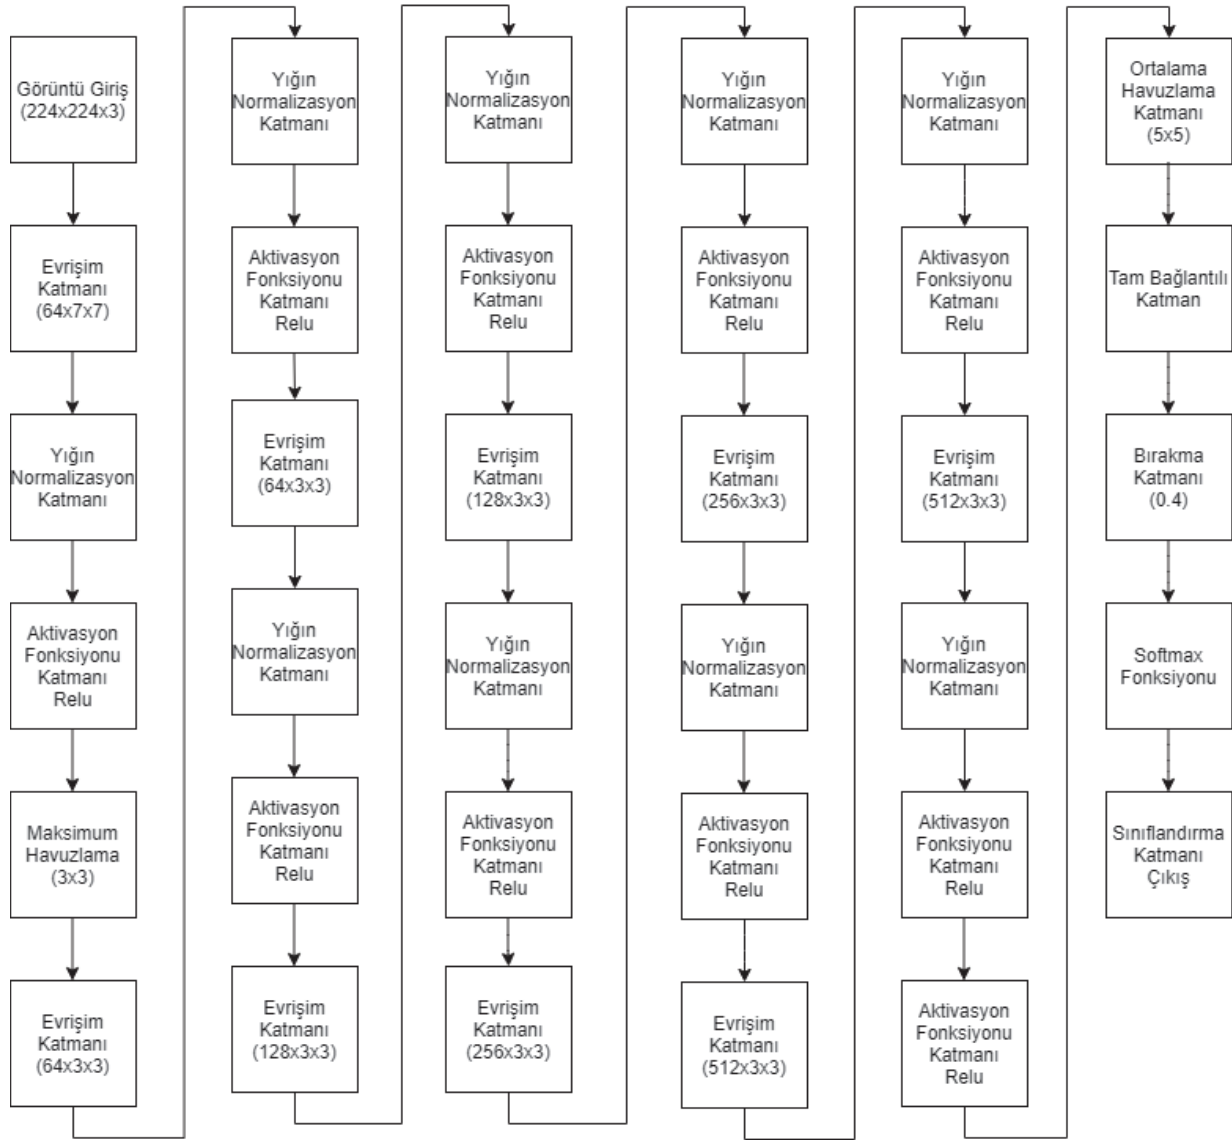 Görüntü Giriş
(224x224x3)
Evrişim
Katmanı
(64x7x7)
Yığın
Normalizasyon
Katmanı
Aktivasyon
Fonksiyonu
Katmanı
Relu
Maksimum
Havuzlama
(3x3)
Evrişim
Katmanı
(64x3x3)
Yığın
Normalizasyon
Katmanı
Aktivasyon
Fonksiyonu
Katmanı
Relu
Evrişim
Katmanı
(64x3x3)
Yığın
Normalizasyon
Katmanı
Aktivasyon
Fonksiyonu
Katmanı
Relu
Evrişim
Katmanı
(128x3x3)
Yığın
Normalizasyon
Katmanı
Aktivasyon
Fonksiyonu
Katmanı
Relu
Evrişim
Katmanı
(128x3x3)
Yığın
Normalizasyon
Katmanı
Aktivasyon
Fonksiyonu
Katmanı
Relu
Evrişim
Katmanı
(256x3x3)
Yığın
Normalizasyon
Katmanı
Aktivasyon
Fonksiyonu
Katmanı
Relu
Evrişim
Katmanı
(256x3x3)
Yığın
Normalizasyon
Katmanı
Aktivasyon
Fonksiyonu
Katmanı
Relu
Evrişim
Katmanı
(512x3x3)
Yığın
Normalizasyon
Katmanı
Aktivasyon
Fonksiyonu
Katmanı
Relu
Evrişim
Katmanı
(512x3x3)
Yığın
Normalizasyon
Katmanı
Aktivasyon
Fonksiyonu
Katmanı
Relu
Aktivasyon
Fonksiyonu
Katmanı
Relu
Ortalama
Havuzlama
Katmanı
(5x5)
Tam Bağlantılı
Katman
Bırakma
Katmanı
(0.4)
Softmax
Fonksiyonu
Sınıflandırma
Katmanı
Çıkış